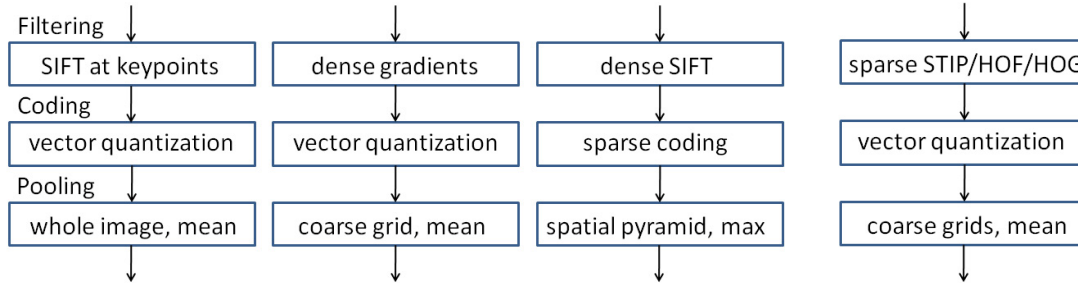 Filtering
SIFT at keypoints
dense gradients
dense SIFT
sparse STIP/HOF/HOG
Coding
vector quantization
vector quantization
sparse coding
vector quantization
Pooling
whole image, mean
coarse grid, mean
spatial pyramid, max
coarse grids, mean